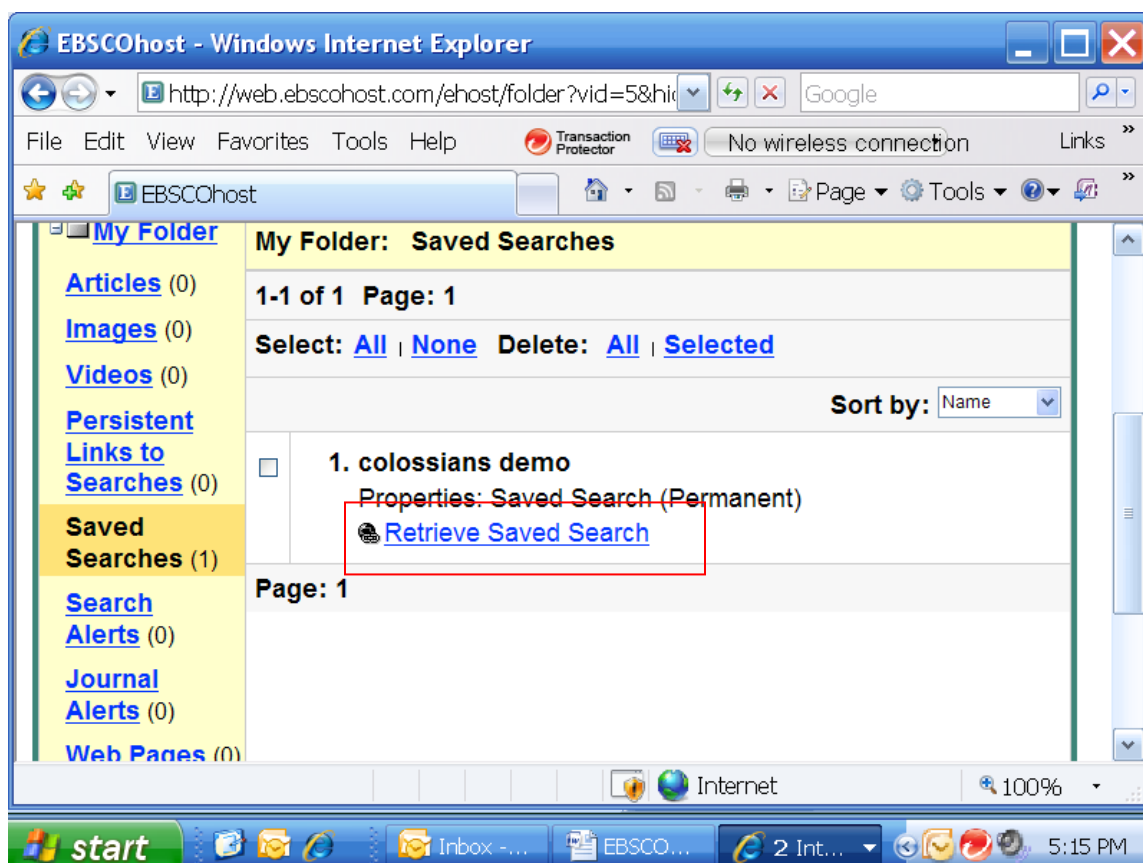 EBSCOhost - Windows Internet Explorer
http://web.ebscohost.com/ehost/folder?vid=5&hi
Google
File Edit View Favorites Tools Help Transaction Protector No wireless connection Links »
EBSCOhost Page Tools »
My Folder
Articles (0)
Images (0)
Videos (0)
Persistent
Links to
Searches (0)
Saved
Searches (1)
Search
Alerts (0)
Journal
Alerts (0)
Web Pages (0)
My Folder: Saved Searches
1-1 of 1 Page: 1
Select: All | None Delete: All | Selected
Sort by: Name
1. colossians demo
Properties: Saved Search (Permanent)
Retrieve Saved Search
Page: 1
Internet 100%
start Inbox -... EBSCO... 2 Int... 5:15 PM